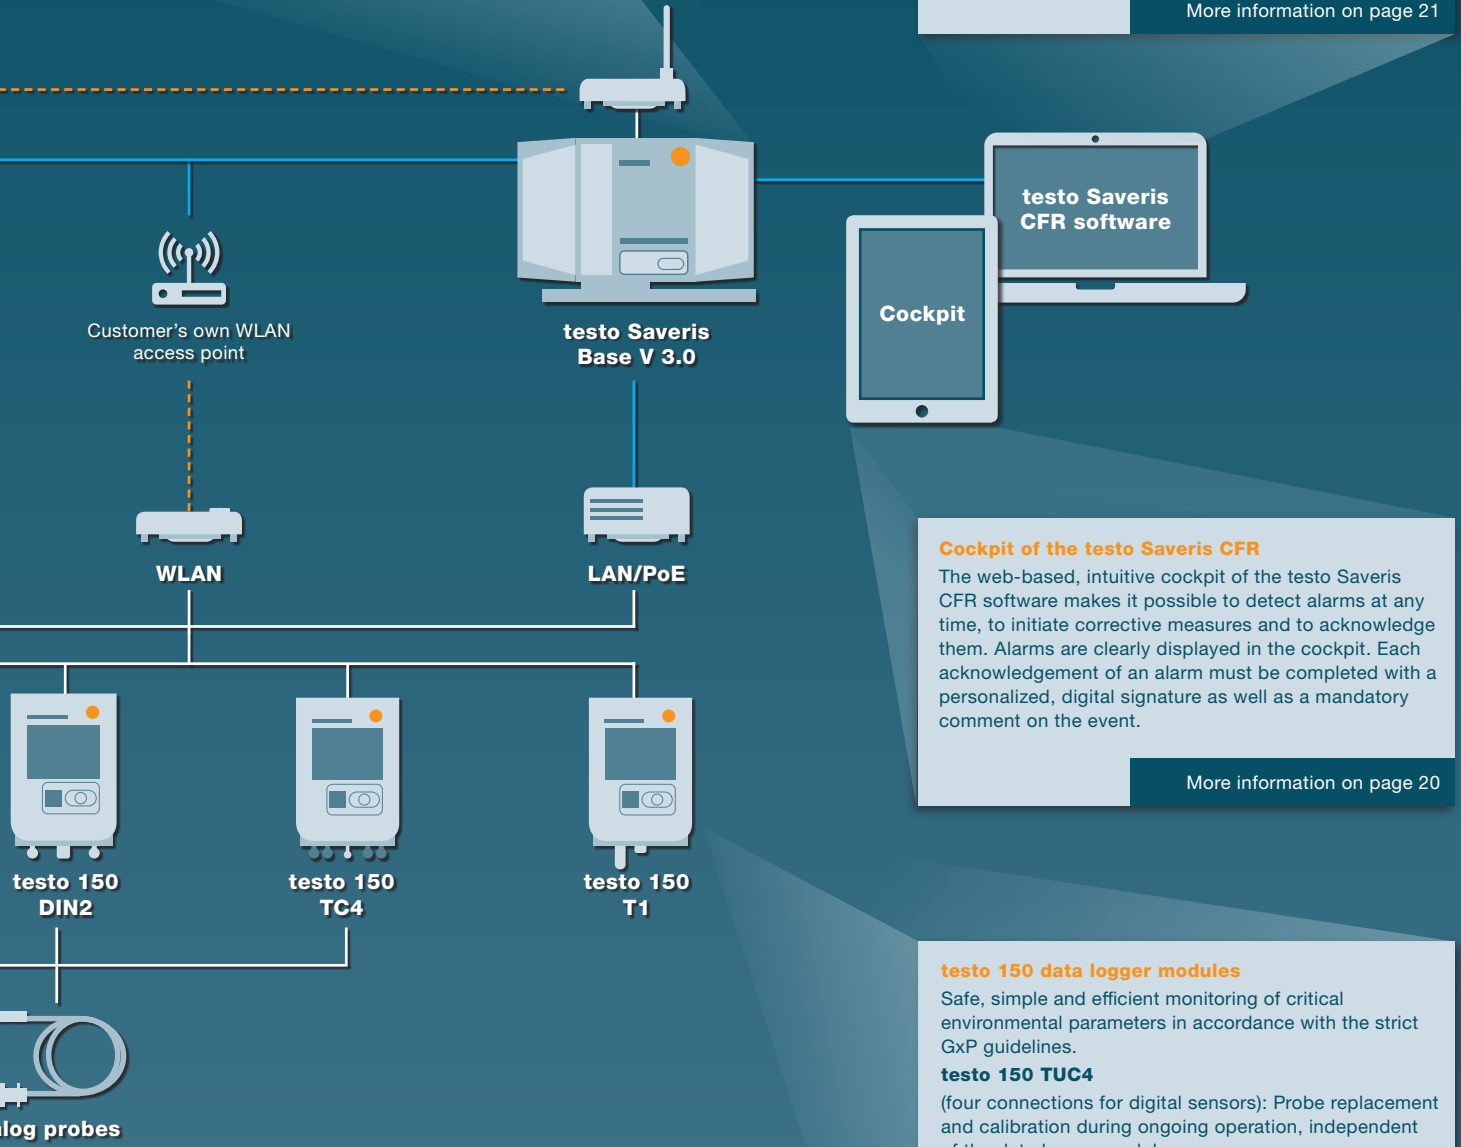 More information on page 21
testo Saveris
CFR software
Cockpit
Customer's own WLAN
access point
testo Saveris
Base V 3.0
WLAN
LAN/PoE
Cockpit of the testo Saveris CFR
The web-based, intuitive cockpit of the testo Saveris
CFR software makes it possible to detect alarms at any
time, to initiate corrective measures and to acknowledge
them. Alarms are clearly displayed in the cockpit. Each
acknowledgement of an alarm must be completed with a
personalized, digital signature as well as a mandatory
comment on the event.
More information on page 20
testo 150
DIN2
testo 150
TC4
testo 150
T1
testo 150 data logger modules
Safe, simple and efficient monitoring of critical
environmental parameters in accordance with the strict
GxP guidelines.
testo 150 TUC4
(four connections for digital sensors): Probe replacement
and calibration during ongoing operation, independent
probes